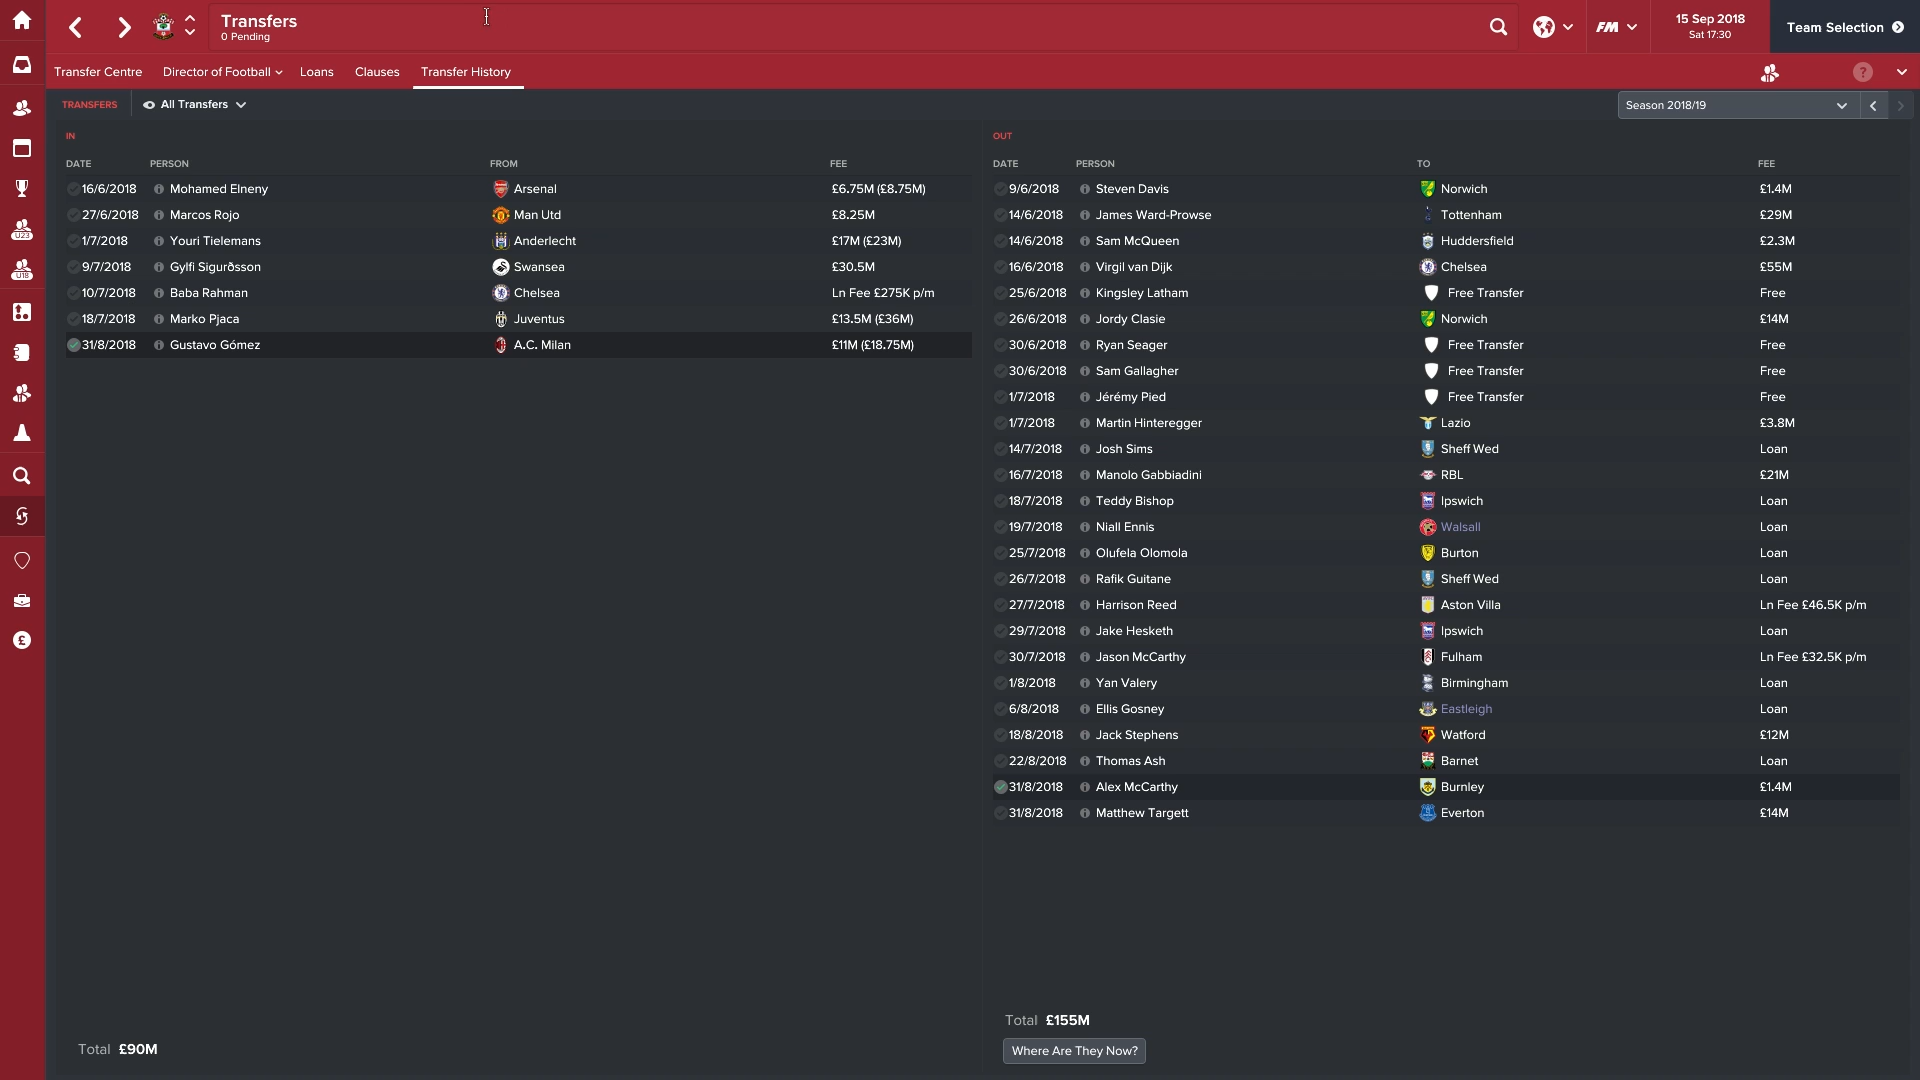 Transfers
0 Pending
FM
15 Sep 2018
Sat 17:30
Team Selection
Transfer Centre Director of Football Loans Clauses Transfer History
?
TRANSFERS All Transfers
Season 2018/19
IN
DATE PERSON FROM FEE
16/6/2018 Mohamed Elneny Arsenal £6.75M (£8.75M)
27/6/2018 Marcos Rojo Man Utd £8.25M
1/7/2018 Youri Tielemans Anderlecht £17M (£23M)
9/7/2018 Gylfi Sigurðsson Swansea £30.5M
10/7/2018 Baba Rahman Chelsea Ln Fee £275K p/m
18/7/2018 Marko Pjaca Juventus £13.5M (£36M)
31/8/2018 Gustavo Gómez A.C. Milan £11M (£18.75M)
Total £90M
OUT
DATE PERSON TO FEE
9/6/2018 Steven Davis Norwich £1.4M
14/6/2018 James Ward-Prowse Tottenham £29M
14/6/2018 Sam McQueen Huddersfield £2.3M
16/6/2018 Virgil van Dijk Chelsea £55M
25/6/2018 Kingsley Latham Free Transfer Free
26/6/2018 Jordy Clasie Norwich £14M
30/6/2018 Ryan Seager Free Transfer Free
30/6/2018 Sam Gallagher Free Transfer Free
1/7/2018 Jérémy Pied Free Transfer Free
1/7/2018 Martin Hinteregger Lazio £3.8M
14/7/2018 Josh Sims Sheff Wed Loan
16/7/2018 Manolo Gabbiadini RBL £21M
18/7/2018 Teddy Bishop Ipswich Loan
19/7/2018 Niall Ennis Walsall Loan
25/7/2018 Olufela Olomola Burton Loan
26/7/2018 Rafik Guitane Sheff Wed Loan
27/7/2018 Harrison Reed Aston Villa Ln Fee £46.5K p/m
29/7/2018 Jake Hesketh Ipswich Loan
30/7/2018 Jason McCarthy Fulham Ln Fee £32.5K p/m
1/8/2018 Yan Valery Birmingham Loan
6/8/2018 Ellis Gosney Eastleigh Loan
18/8/2018 Jack Stephens Watford £12M
22/8/2018 Thomas Ash Barnet Loan
31/8/2018 Alex McCarthy Burnley £1.4M
31/8/2018 Matthew Targett Everton £14M
Total £155M
Where Are They Now?
U23
U18
£